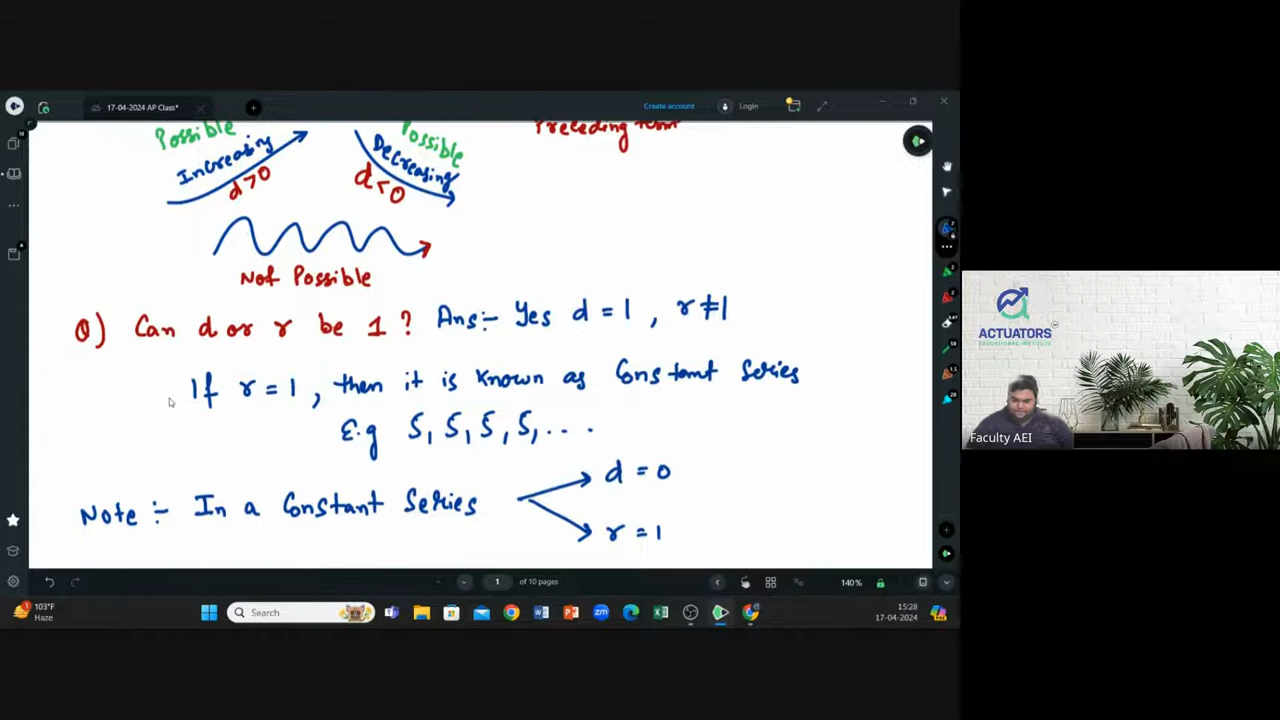 17-04-2024 AP Class*
Create account
Login
Possible
Increasing
d>0
Possible
Decreasing
d<0
Preceding term
Not Possible
Q) Can d or r be 1 ? Ans:- Yes d = 1 , r ≠ 1
If r = 1 , then it is known as Constant Series
E.g 5, 5, 5, 5, ...
Note :- In a Constant Series
d = 0
r = 1
1 of 10 pages
140%
103°F
Haze
Search
15:28
17-04-2024
ACTUATORS
EDUCATIONAL INSTITUTE
Faculty AEI